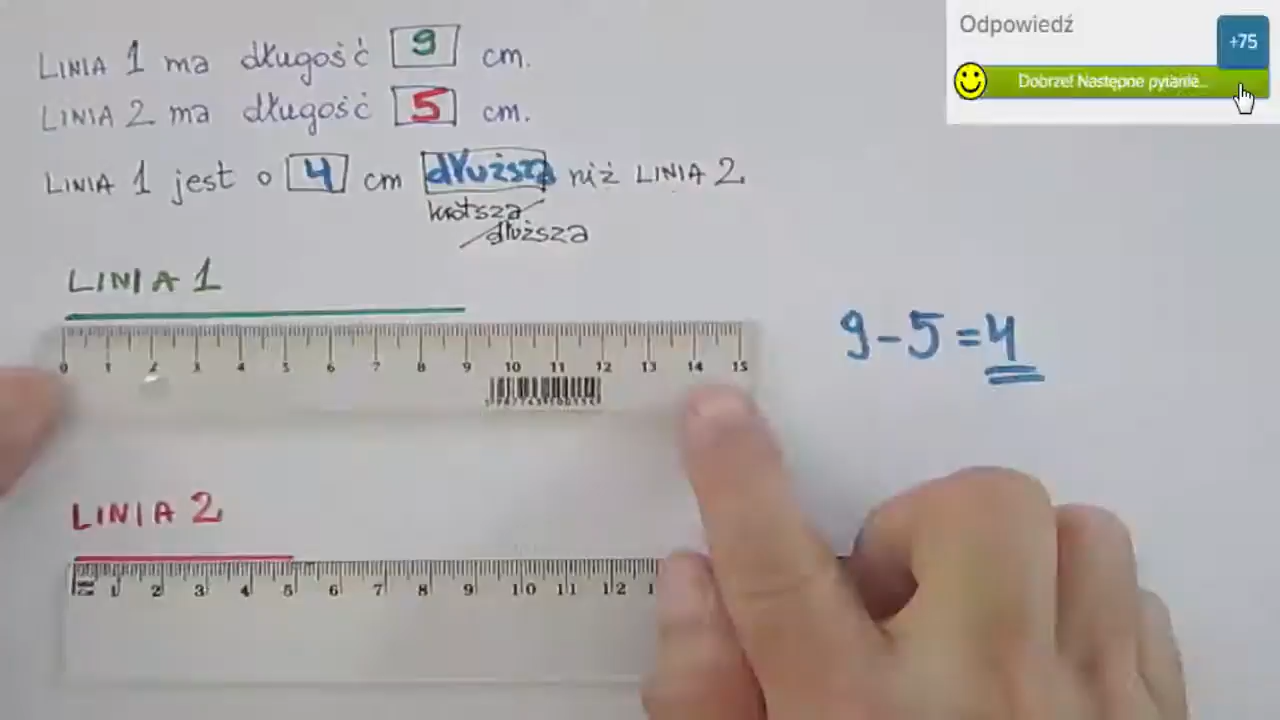 LINIA 1 ma długość 9 cm.
LINIA 2 ma długość 5 cm.
LINIA 1 jest o 4 cm dłuższa niż LINIA 2
krótsza
dłuższa
Odpowiedź
+75
Dobrze! Następne pytanie...
LINIA 1
0 1 2 3 4 5 6 7 8 9 10 11 12 13 14 15
9-5=4
LINIA 2
1 2 3 4 5 6 7 8 9 10 11 12 1